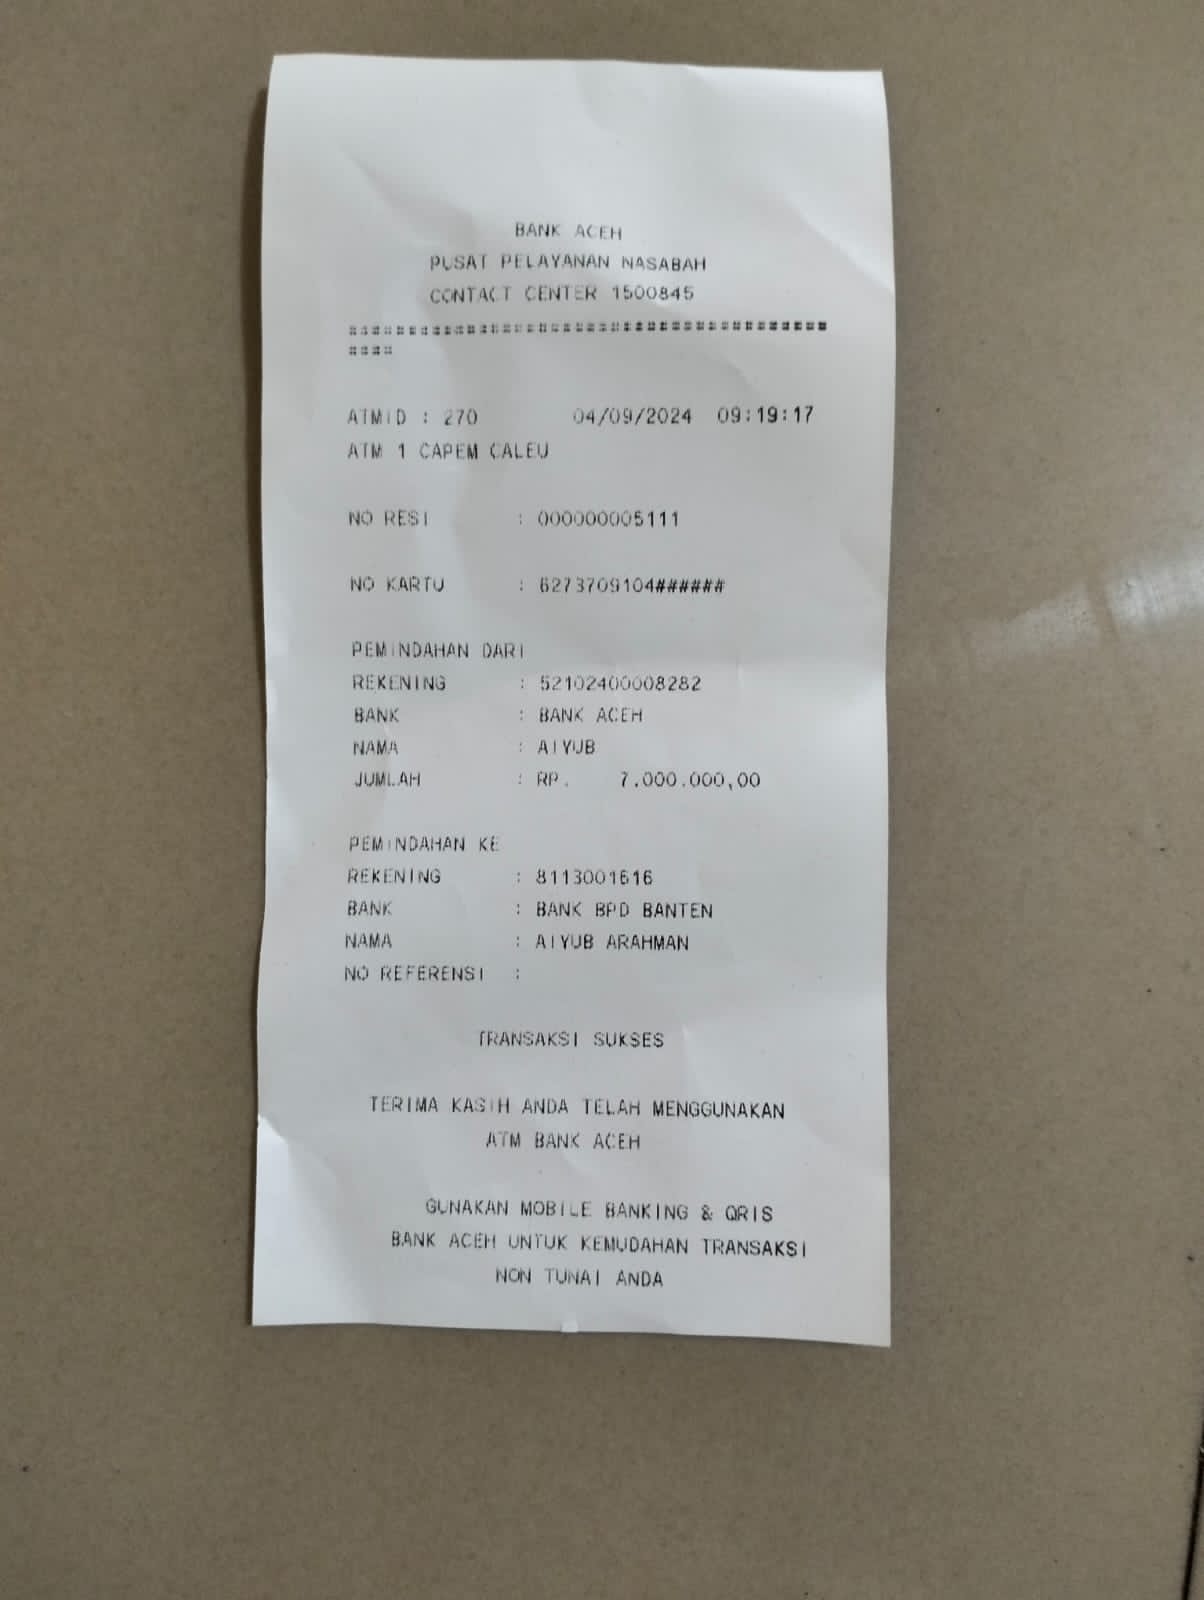 BANK ACEH
PUSAT PELAYANAN NASABAH
CONTACT CENTER 1500845
#########################################
####
ATMID : 270 04/09/2024 09:19:17
ATM 1 CAPEM CALEU
NO RESI : 000000005111
NO KARTU : 6273709104######
PEMINDAHAN DARI
REKENING : 52102400008282
BANK : BANK ACEH
NAMA : AIYUB
JUMLAH : RP. 7.000.000,00
PEMINDAHAN KE
REKENING : 8113001616
BANK : BANK BPD BANTEN
NAMA : AIYUB ARAHMAN
NO REFERENSI :
TRANSAKSI SUKSES
TERIMA KASIH ANDA TELAH MENGGUNAKAN
ATM BANK ACEH
GUNAKAN MOBILE BANKING & QRIS
BANK ACEH UNTUK KEMUDAHAN TRANSAKSI
NON TUNAI ANDA